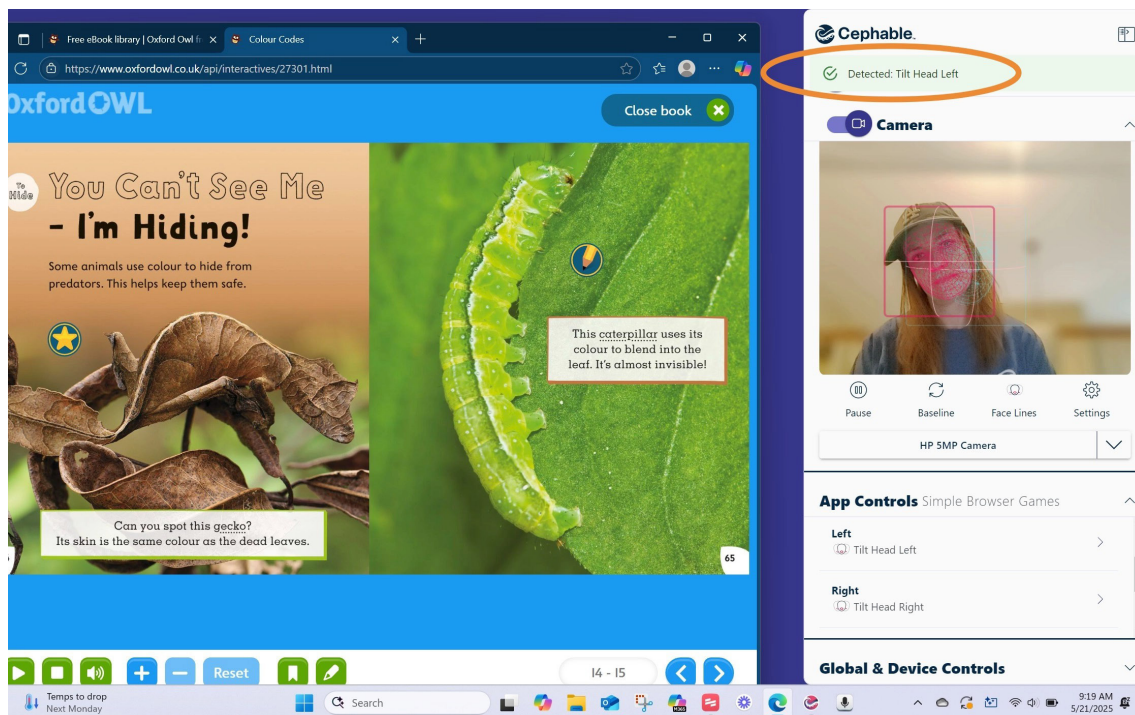 Free eBook library | Oxford Owl fr
Colour Codes
https://www.oxfordowl.co.uk/api/interactives/27301.html
Oxford OWL
Close book
To
Hide
You Can't See Me
- I'm Hiding!
Some animals use colour to hide from
predators. This helps keep them safe.
Can you spot this gecko?
Its skin is the same colour as the dead leaves.
This caterpillar uses its
colour to blend into the
leaf. It's almost invisible!
65
Reset
14 - 15
Cephable.
Detected: Tilt Head Left
Camera
Pause
Baseline
Face Lines
Settings
HP 5MP Camera
App Controls Simple Browser Games
Left
Tilt Head Left
Right
Tilt Head Right
Global & Device Controls
Temps to drop
Next Monday
Search
M365
9:19 AM
5/21/2025